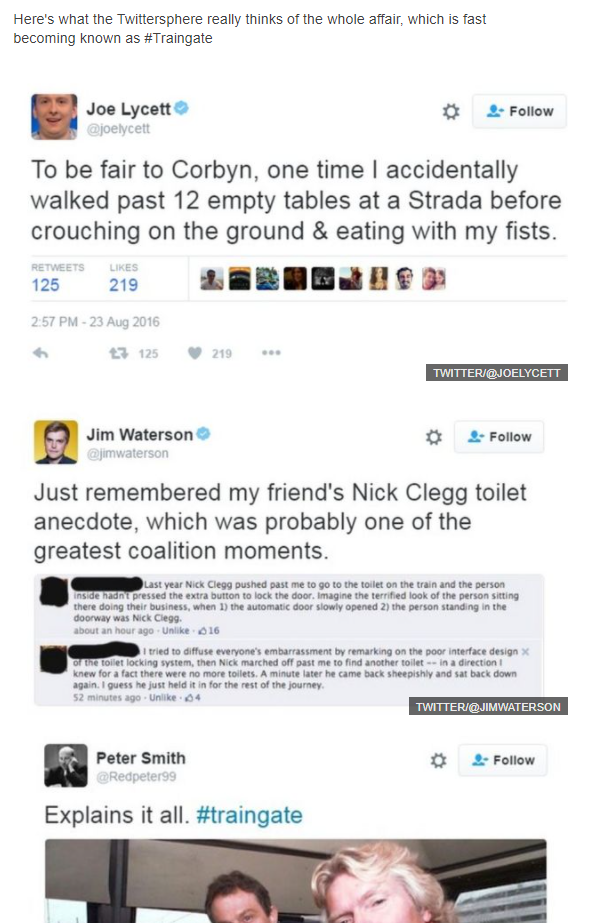 Here's what the Twittersphere really thinks of the whole affair, which is fast
becoming known as #Traingate
Joe Lycett
@joelycett
Follow
To be fair to Corbyn, one time I accidentally
walked past 12 empty tables at a Strada before
crouching on the ground & eating with my fists.
RETWEETS LIKES
125 219
2:57 PM - 23 Aug 2016
125 219
TWITTER/@JOELYCETT
Jim Waterson
@jimwaterson
Follow
Just remembered my friend's Nick Clegg toilet
anecdote, which was probably one of the
greatest coalition moments.
Last year Nick Clegg pushed past me to go to the toilet on the train and the person
inside hadn't pressed the extra button to lock the door. Imagine the terrified look of the person sitting
there doing their business, when 1) the automatic door slowly opened 2) the person standing in the
doorway was Nick Clegg.
about an hour ago · Unlike · 16
I tried to diffuse everyone's embarrassment by remarking on the poor interface design
of the toilet locking system, then Nick marched off past me to find another toilet -- in a direction I
knew for a fact there were no more toilets. A minute later he came back sheepishly and sat back down
again. I guess he just held it in for the rest of the journey.
52 minutes ago · Unlike · 4
TWITTER/@JIMWATERSON
Peter Smith
@Redpeter99
Follow
Explains it all. #traingate